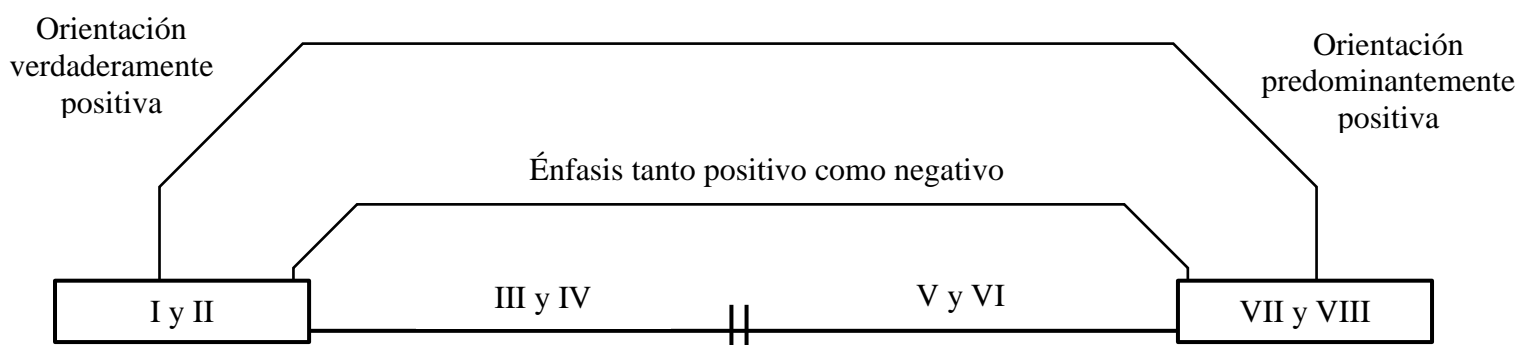 Orientación
verdaderamente
positiva
Orientación
predominantemente
positiva
Énfasis tanto positivo como negativo
I y II
III y IV
V y VI
VII y VIII